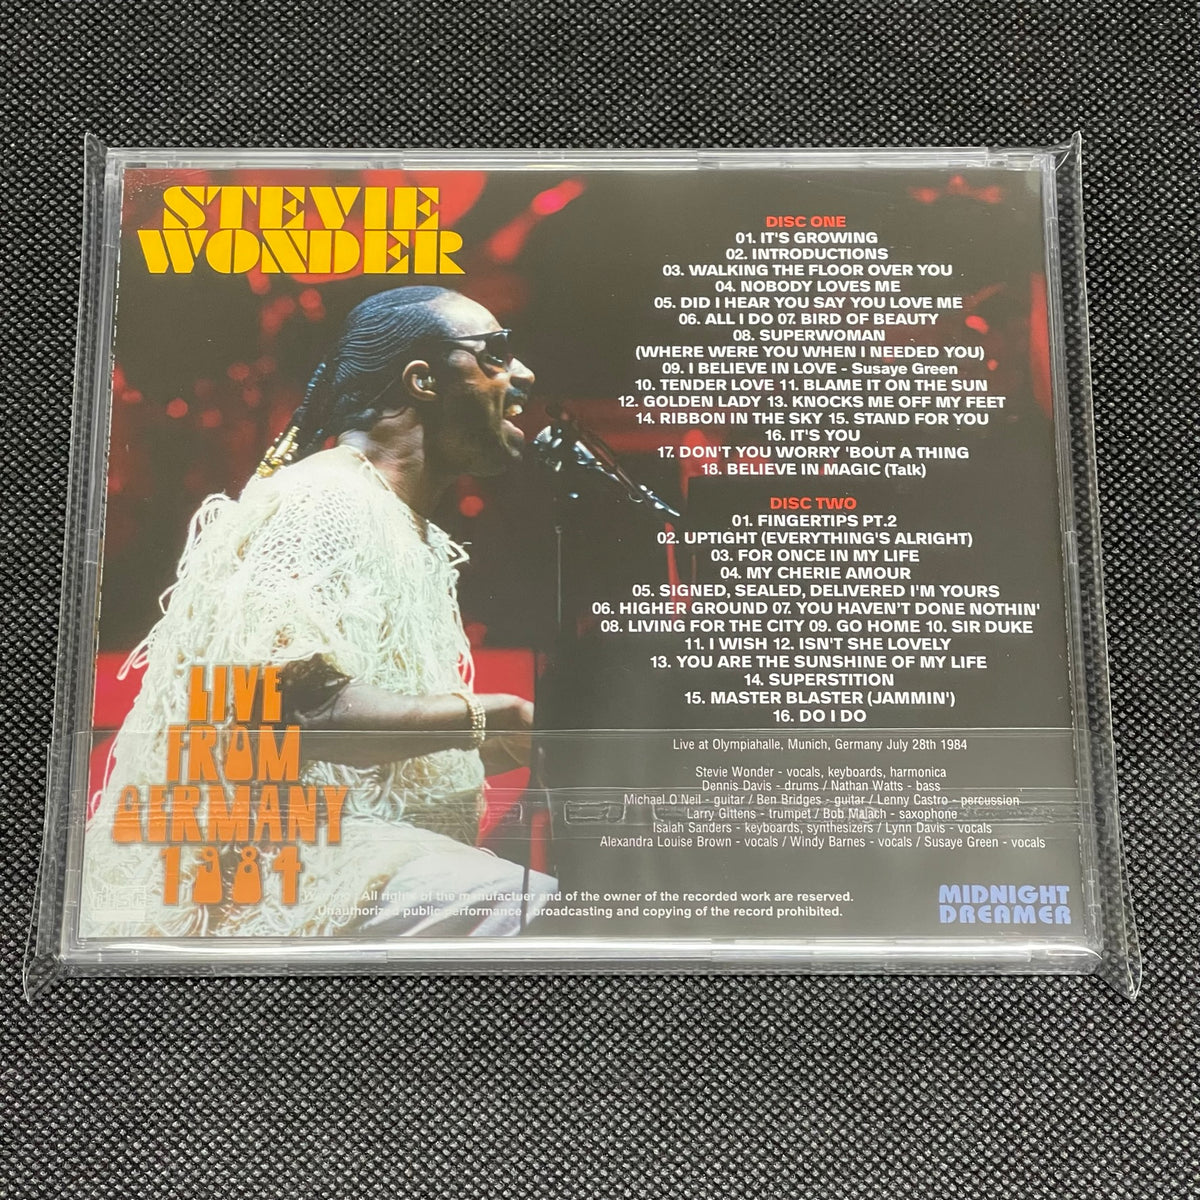 STEVIE
WONDER
DISC ONE
01. IT'S GROWING
02. INTRODUCTIONS
03. WALKING THE FLOOR OVER YOU
04. NOBODY LOVES ME
05. DID I HEAR YOU SAY YOU LOVE ME
06. ALL I DO 07. BIRD OF BEAUTY
08. SUPERWOMAN
(WHERE WERE YOU WHEN I NEEDED YOU)
09. I BELIEVE IN LOVE - Susaye Green
10. TENDER LOVE 11. BLAME IT ON THE SUN
12. GOLDEN LADY 13. KNOCKS ME OFF MY FEET
14. RIBBON IN THE SKY 15. STAND FOR YOU
16. IT'S YOU
17. DON'T YOU WORRY 'BOUT A THING
18. BELIEVE IN MAGIC (Talk)
DISC TWO
01. FINGERTIPS PT.2
02. UPTIGHT (EVERYTHING'S ALRIGHT)
03. FOR ONCE IN MY LIFE
04. MY CHERIE AMOUR
05. SIGNED, SEALED, DELIVERED I'M YOURS
06. HIGHER GROUND 07. YOU HAVEN'T DONE NOTHIN'
08. LIVING FOR THE CITY 09. GO HOME 10. SIR DUKE
11. I WISH 12. ISN'T SHE LOVELY
13. YOU ARE THE SUNSHINE OF MY LIFE
14. SUPERSTITION
15. MASTER BLASTER (JAMMIN')
16. DO I DO
LIVE
FROM
GERMANY
1984
Live at Olympiahalle, Munich, Germany July 28th 1984
Stevie Wonder - vocals, keyboards, harmonica
Dennis Davis - drums / Nathan Watts - bass
Michael O'Neil - guitar / Ben Bridges - guitar / Lenny Castro - percussion
Larry Gittens - trumpet / Bob Malach - saxophone
Isaiah Sanders - keyboards, synthesizers / Lynn Davis - vocals
Alexandra Louise Brown - vocals / Windy Barnes - vocals / Susaye Green - vocals
Warning : All rights of the manufactuer and of the owner of the recorded work are reserved.
Unauthorized public performance , broadcasting and copying of the record prohibited.
MIDNIGHT
DREAMER